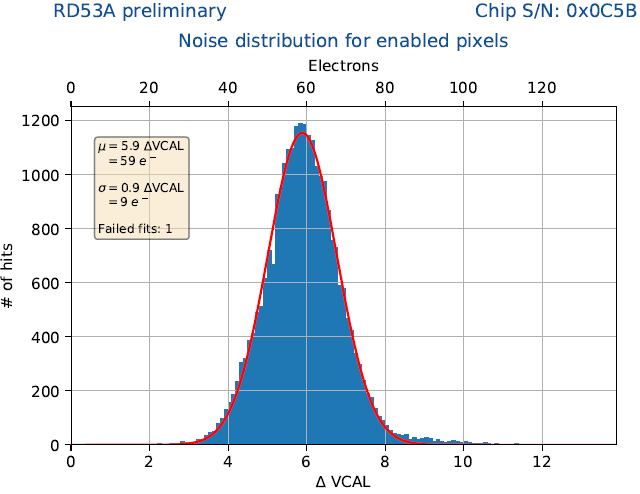 RD53A preliminary
Chip S/N: 0x0C5B
Noise distribution for enabled pixels
Electrons
0 20 40 60 80 100 120
μ = 5.9 ΔVCAL
= 59 e⁻
σ = 0.9 ΔVCAL
= 9 e⁻
Failed fits: 1
# of hits
1200
1000
800
600
400
200
0
0 2 4 6 8 10 12
Δ VCAL